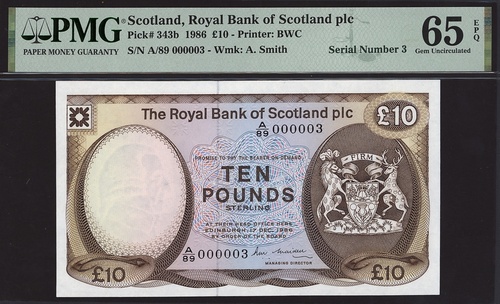 PMG
PAPER MONEY GUARANTY
Scotland, Royal Bank of Scotland plc
Pick# 343b 1986 £10 - Printer: BWC
S/N A/89 000003 - Wmk: A. Smith
Serial Number 3
65 EPQ
Gem Uncirculated
The Royal Bank of Scotland plc
£10
A/89 000003
PROMISE TO PAY THE BEARER ON DEMAND
TEN
POUNDS
STERLING
AT THEIR HEAD OFFICE HERE
EDINBURGH 17 DEC. 1986
BY ORDER OF THE BOARD
FIRM
A/89 000003
MANAGING DIRECTOR
£10
£10